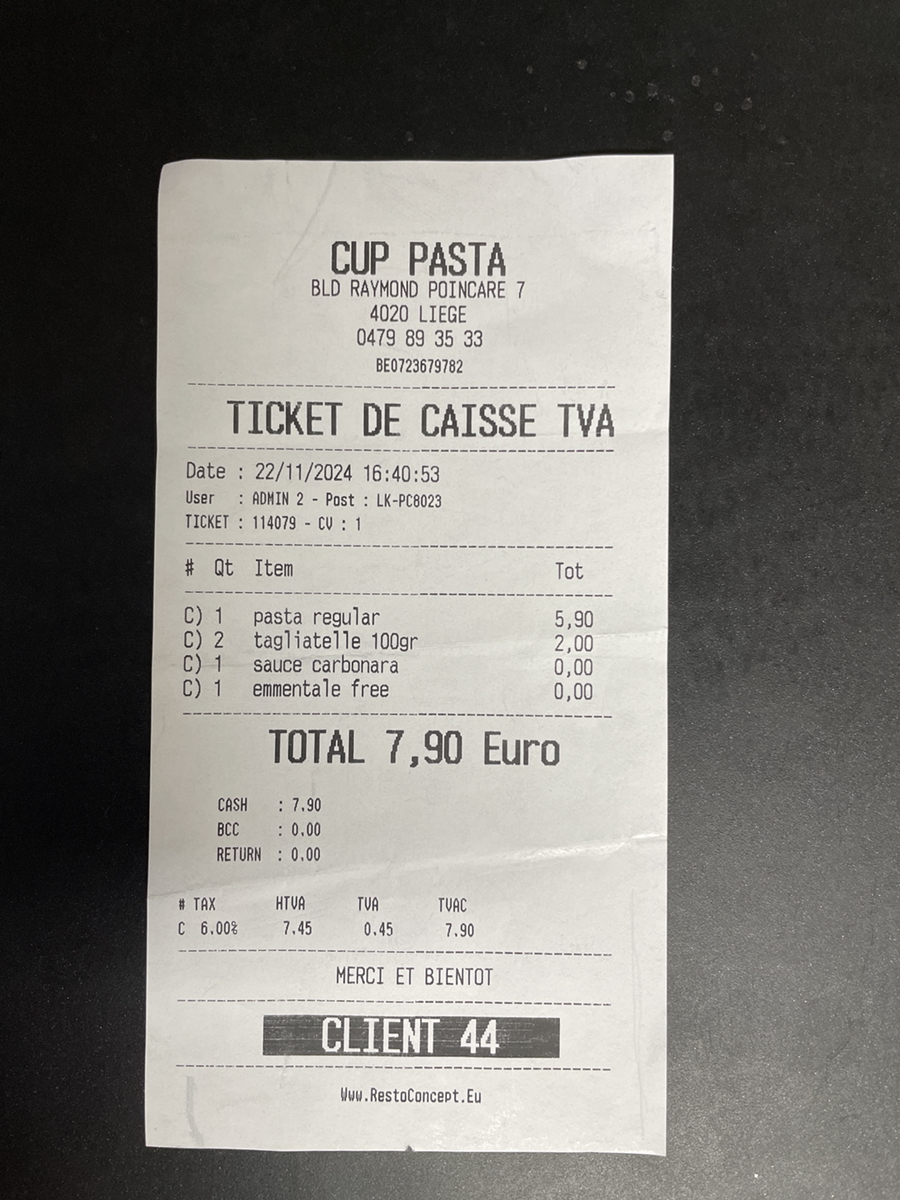 CUP PASTA
BLD RAYMOND POINCARE 7
4020 LIEGE
0479 89 35 33
BE0723679782
TICKET DE CAISSE TVA
Date : 22/11/2024 16:40:53
User : ADMIN 2 - Post : LK-PC8023
TICKET : 114079 - CV : 1
# Qt Item Tot
C) 1 pasta regular 5,90
C) 2 tagliatelle 100gr 2,00
C) 1 sauce carbonara 0,00
C) 1 emmentale free 0,00
TOTAL 7,90 Euro
CASH : 7.90
BCC : 0.00
RETURN : 0.00
# TAX HTVA TVA TVAC
C 6.00% 7.45 0.45 7.90
MERCI ET BIENTOT
CLIENT 44
Www.RestoConcept.Eu